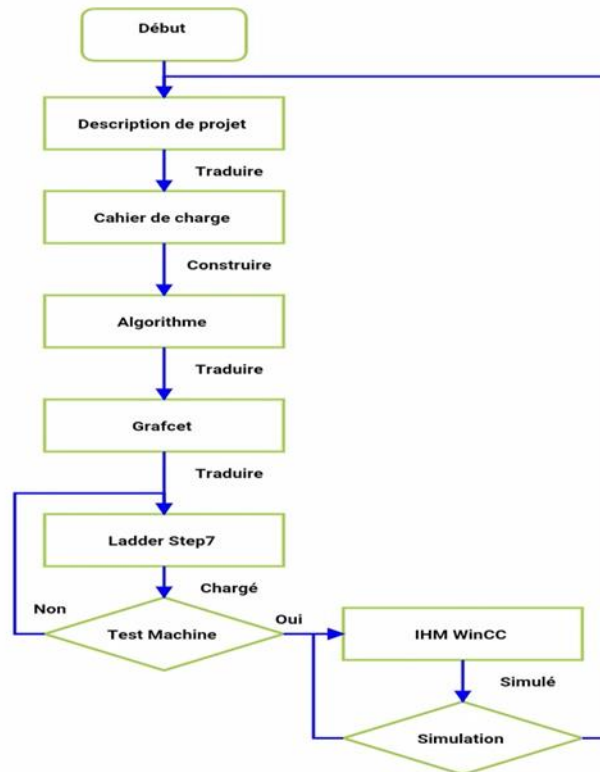 Début
Description de projet
Traduire
Cahier de charge
Construire
Algorithme
Traduire
Grafcet
Traduire
Ladder Step7
Chargé
Non
Test Machine
Oui
IHM WinCC
Simulé
Simulation